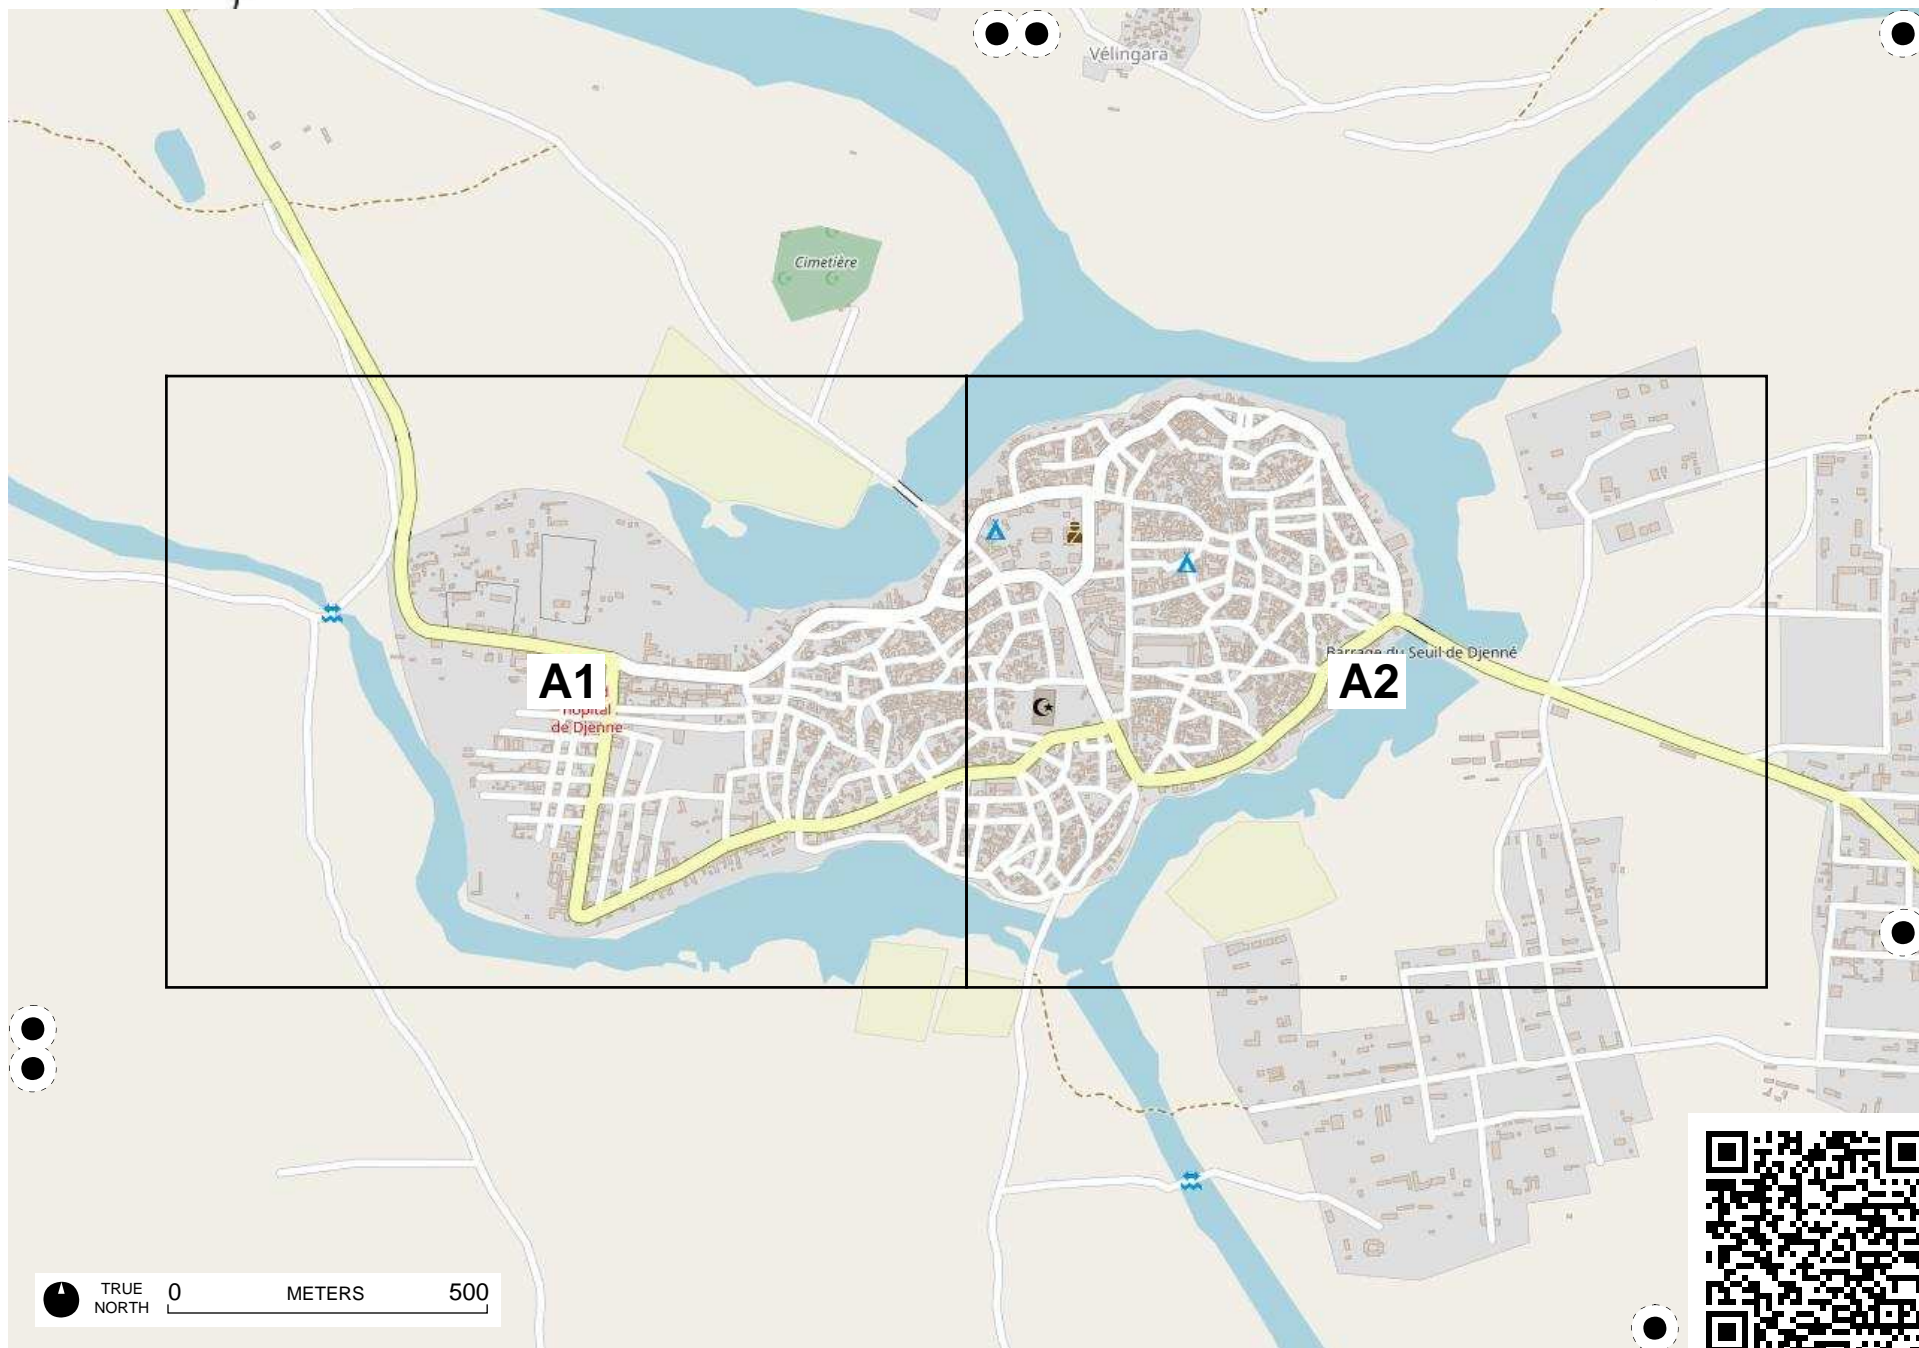 Vélingara
Cimetière
Barrage du Seuil de Djenné
A1
A2
hôpital
de Djenne
TRUE
NORTH
0
METERS
500